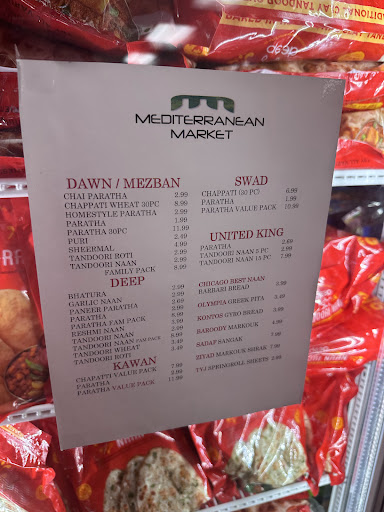 MEDITERRANEAN
MARKET
DAWN / MEZBAN
CHAI PARATHA 2.99
CHAPPATI WHEAT 30PC 8.99
HOMESTYLE PARATHA 2.99
PARATHA 1.99
PARATHA 30PC 11.99
PURI 2.49
SHEERMAL 4.99
TANDOORI ROTI 2.99
TANDOORI NAAN 2.99
FAMILY PACK 8.99
DEEP
BHATURA 2.99
GARLIC NAAN 2.99
PANEER PARATHA 2.99
PARATHA
PARATHA FAM PACK
RESHMI NAAN 2.99
TANDOORI NAAN
TANDOORI NAAN FAM PACK
TANDOORI WHEAT 3.49
TANDOORI ROTI 3.49
KAWAN
CHAPATTI VALUE PACK 7.99
PARATHA 3.99
PARATHA VALUE PACK 11.99
SWAD
CHAPPATI (30 PC) 6.99
PARATHA 1.99
PARATHA VALUE PACK 10.99
UNITED KING
PARATHA 2.69
TANDOORI NAAN 5 PC 2.99
TANDOORI NAAN 15 PC 7.99
CHICAGO BEST NAAN
BARBARI BREAD 3.99
OLYMPIA GREEK PITA 3.49
KONTOS GYRO BREAD 3.99
BAROODY MARKOUK 4.99
SADAF SANGAK 7.99
ZIYAD MARKOUK SHRAK 7.99
TYJ SPRINGROLL SHEETS 2.99